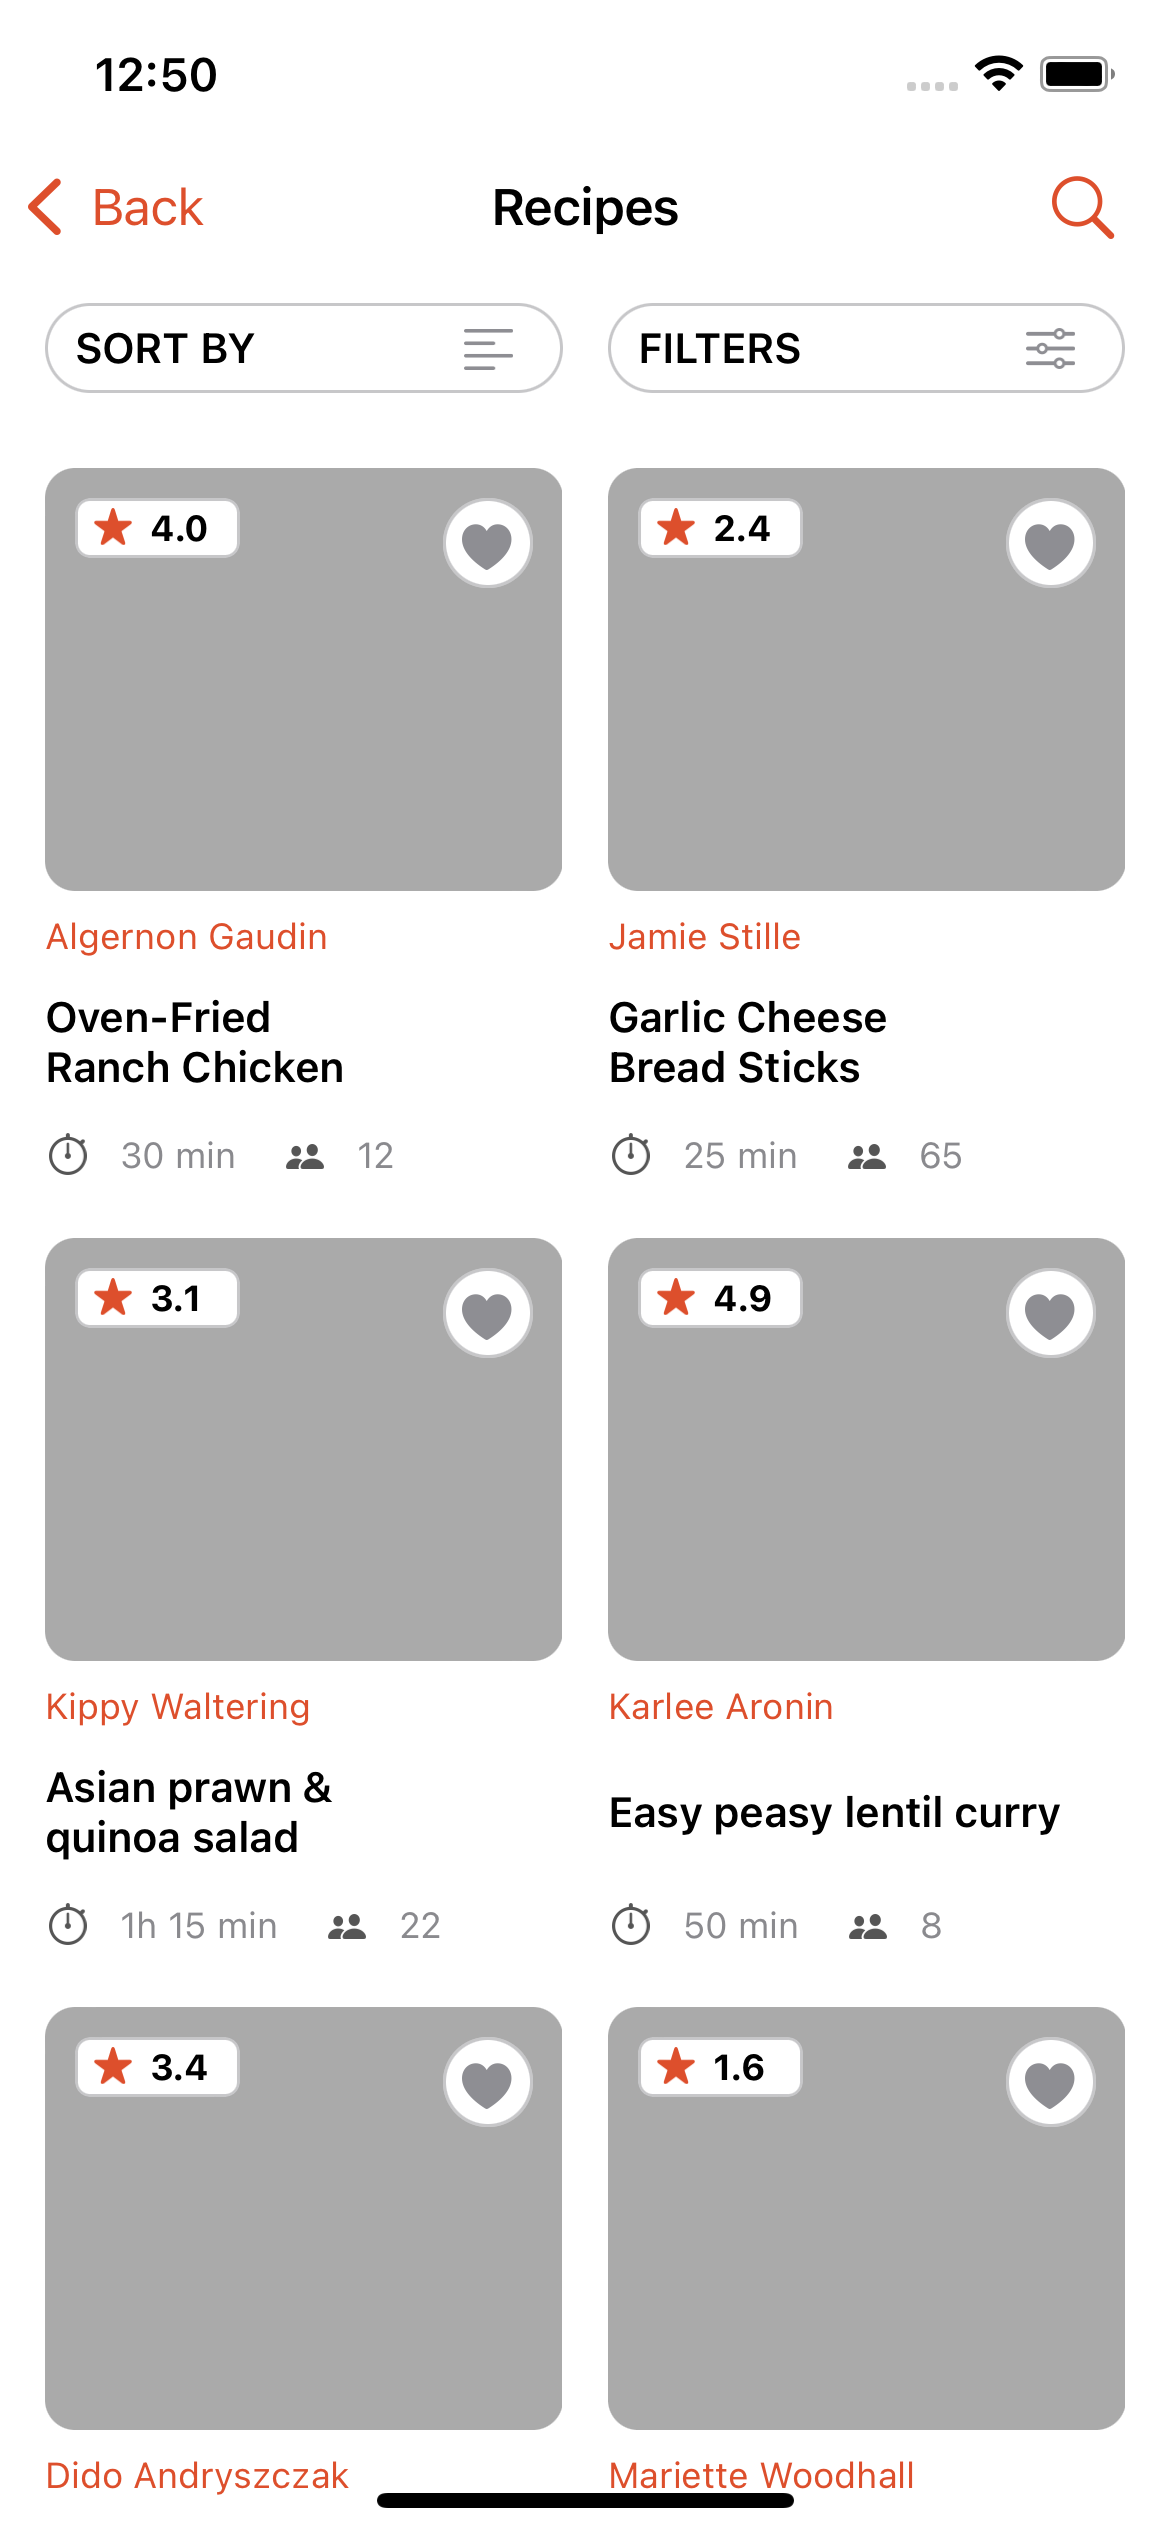 12:50
Back
Recipes
SORT BY
FILTERS
4.0
2.4
Algernon Gaudin
Jamie Stille
Oven-Fried
Ranch Chicken
Garlic Cheese
Bread Sticks
30 min
12
25 min
65
3.1
4.9
Kippy Waltering
Karlee Aronin
Asian prawn &
quinoa salad
Easy peasy lentil curry
1h 15 min
22
50 min
8
3.4
1.6
Dido Andryszczak
Mariette Woodhall